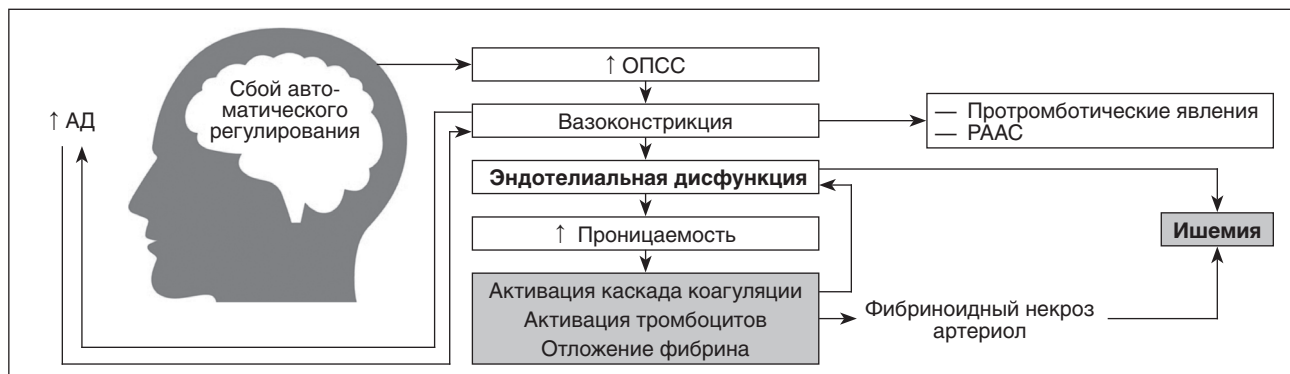 Сбой авто-
матического
регулирования
↑ АД
↑ ОПСС
Вазоконстрикция
— Протромботические явления
— РААС
Эндотелиальная дисфункция
↑ Проницаемость
Ишемия
Активация каскада коагуляции
Активация тромбоцитов
Отложение фибрина
Фибриноидный некроз
артериол